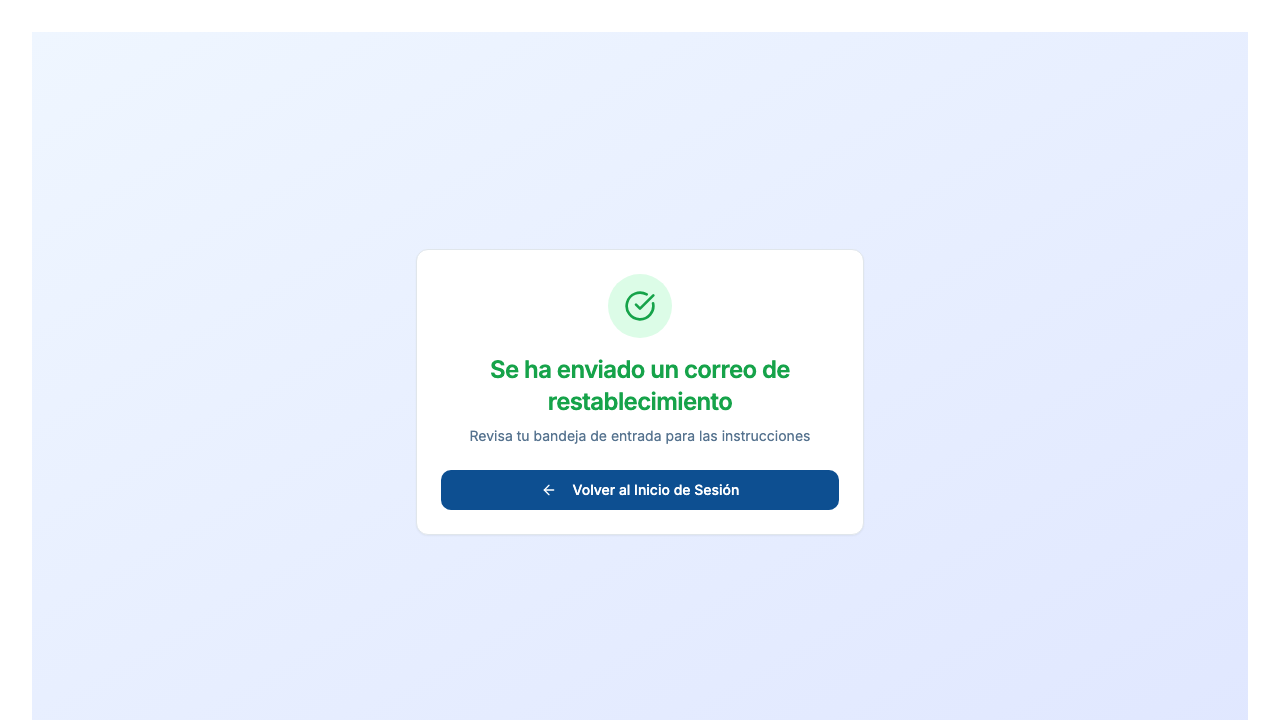 Se ha enviado un correo de
restablecimiento
Revisa tu bandeja de entrada para las instrucciones
Volver al Inicio de Sesión